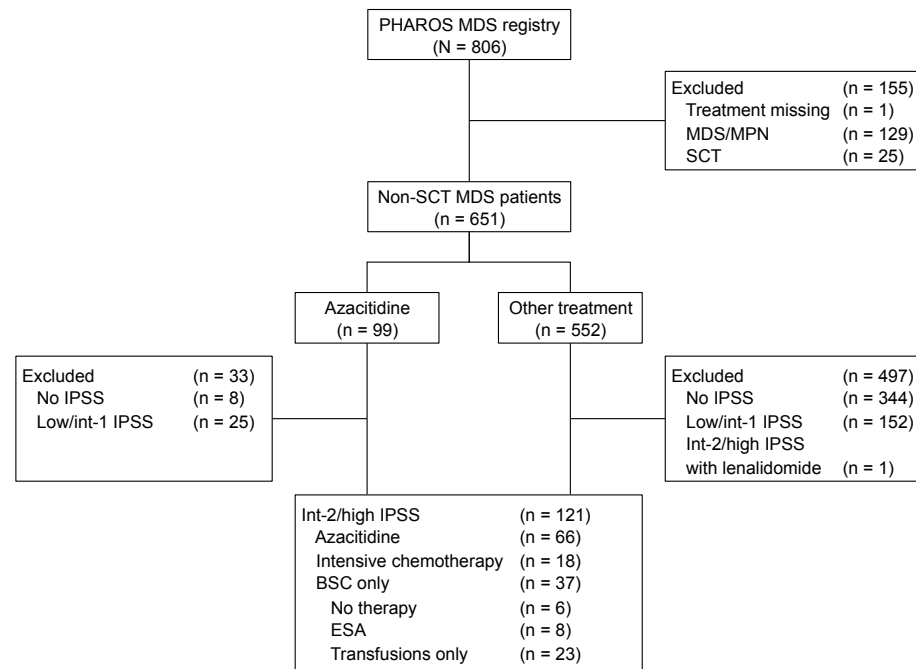 PHAROS MDS registry
(N = 806)
Excluded (n = 155)
Treatment missing (n = 1)
MDS/MPN (n = 129)
SCT (n = 25)
Non-SCT MDS patients
(n = 651)
Azacitidine
(n = 99)
Other treatment
(n = 552)
Excluded (n = 33)
No IPSS (n = 8)
Low/int-1 IPSS (n = 25)
Excluded (n = 497)
No IPSS (n = 344)
Low/int-1 IPSS (n = 152)
Int-2/high IPSS
with lenalidomide (n = 1)
Int-2/high IPSS (n = 121)
Azacitidine (n = 66)
Intensive chemotherapy (n = 18)
BSC only (n = 37)
No therapy (n = 6)
ESA (n = 8)
Transfusions only (n = 23)